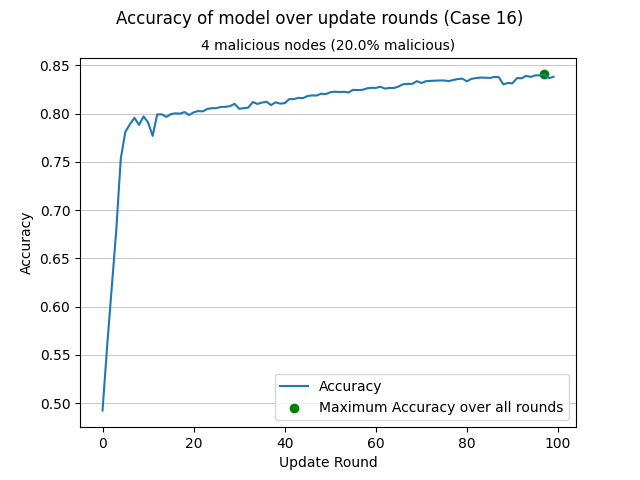 Accuracy of model over update rounds (Case 16)
4 malicious nodes (20.0% malicious)
0.85
0.80
0.75
0.70
0.65
0.60
0.55
0.50
Accuracy
Accuracy
Maximum Accuracy over all rounds
0 20 40 60 80 100
Update Round